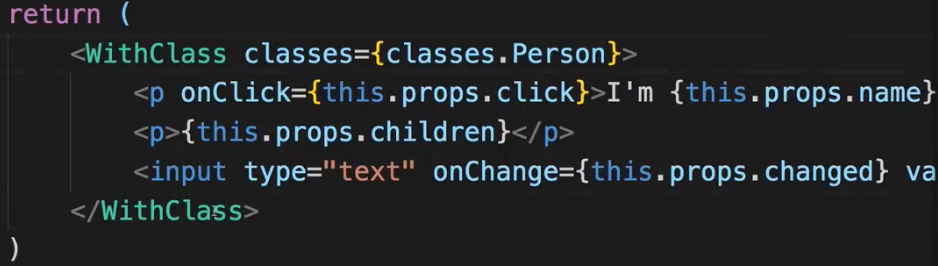 return (
<WithClass classes={classes.Person}>
<p onClick={this.props.click}>I'm {this.props.name}
<p>{this.props.children}</p>
<input type="text" onChange={this.props.changed} va
</WithClass>
)